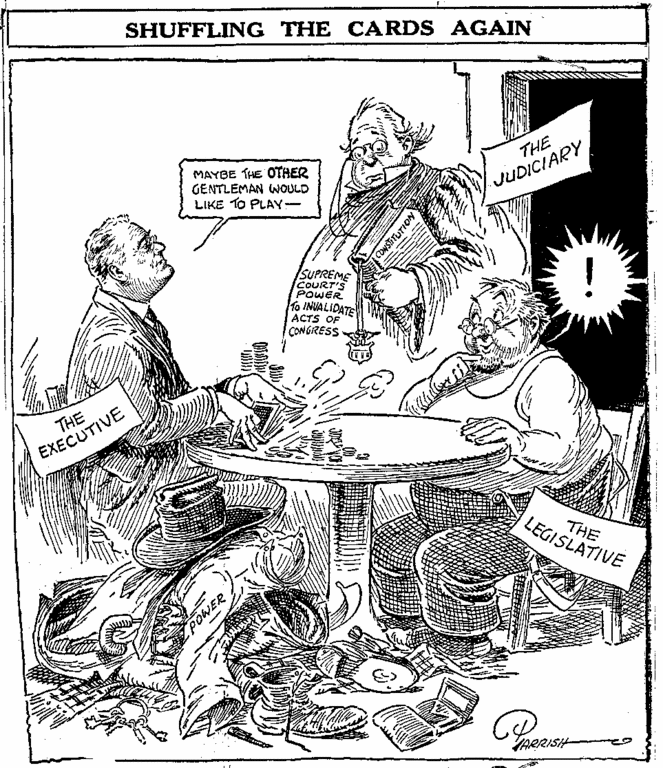 SHUFFLING THE CARDS AGAIN
MAYBE THE OTHER
GENTLEMAN WOULD
LIKE TO PLAY—
THE
JUDICIARY
CONSTITUTION
SUPREME
COURT'S
POWER
TO INVALIDATE
ACTS OF
CONGRESS
!
THE
EXECUTIVE
THE
LEGISLATIVE
POWER
PARRISH